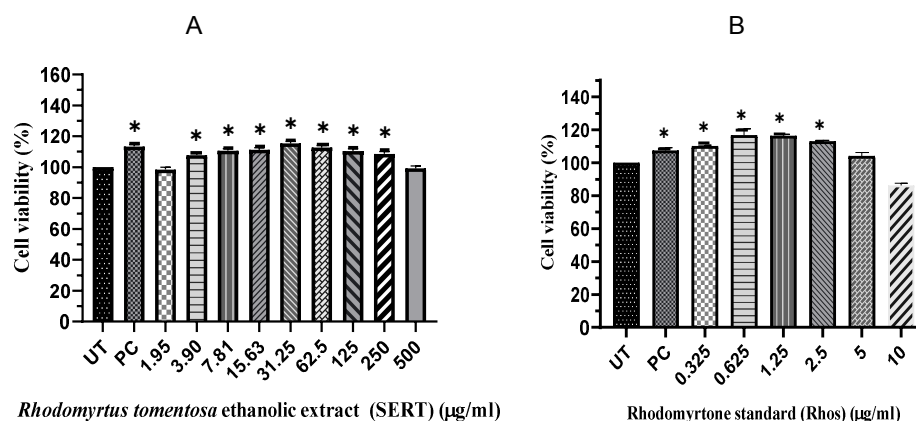 A
Cell viability (%)
160
140
120
100
80
60
40
20
0
* * * * * * * * *
UT PC 1.95 3.90 7.81 15.63 31.25 62.5 125 250 500
Rhodomyrtus tomentosa ethanolic extract (SERT) (μg/ml)
B
Cell viability (%)
140
120
100
80
60
40
20
0
* * * * *
UT PC 0.325 0.625 1.25 2.5 5 10
Rhodomyrtone standard (Rhos) (μg/ml)